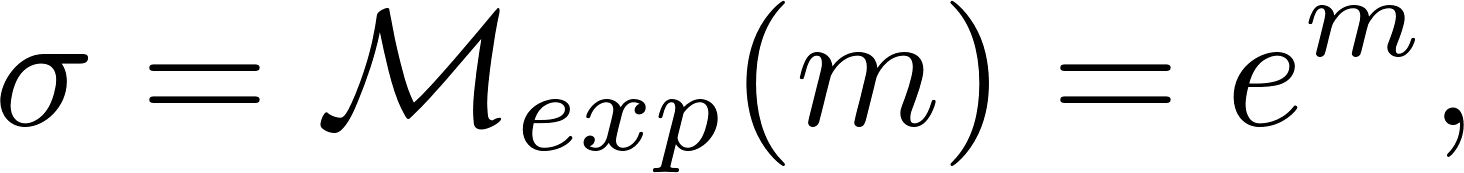 σ = ℳ_{exp}(m) = e^{m},